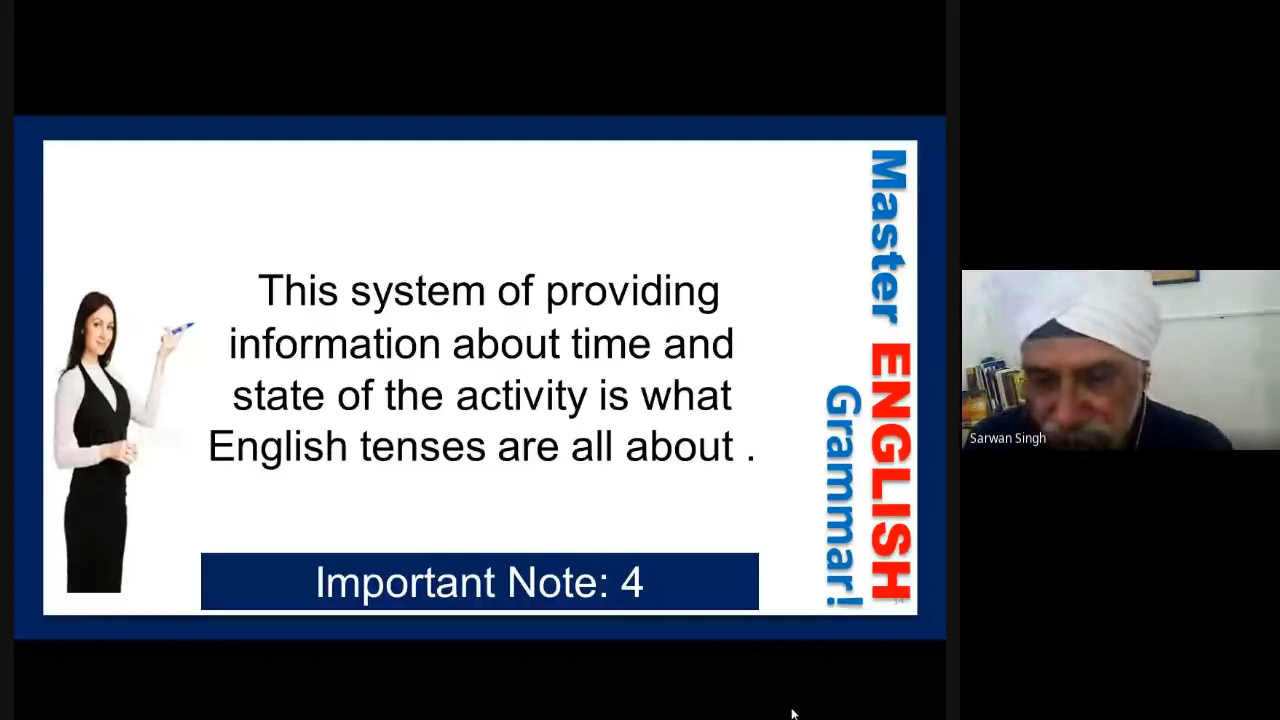 This system of providing
information about time and
state of the activity is what
English tenses are all about .
Important Note: 4
Master ENGLISH
Grammar!
Sarwan Singh